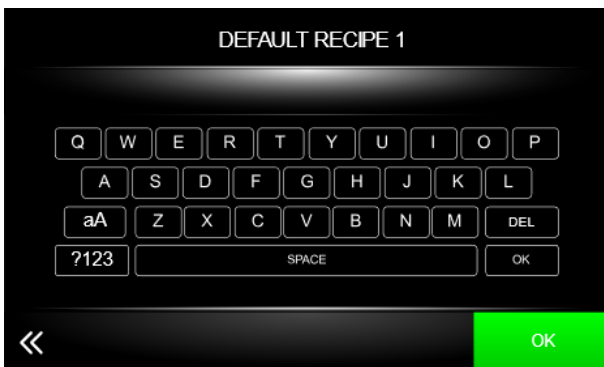 DEFAULT RECIPE 1
Q W E R T Y U I O P
A S D F G H J K L
aA Z X C V B N M DEL
?123 SPACE OK
OK